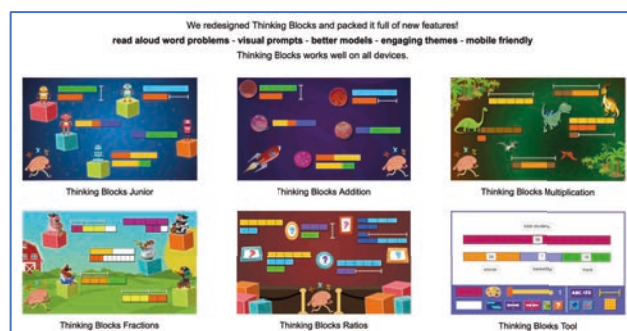 We redesigned Thinking Blocks and packed it full of new features!
read aloud word problems - visual prompts - better models - engaging themes - mobile friendly
Thinking Blocks works well on all devices.
Thinking Blocks Junior
Thinking Blocks Addition
Thinking Blocks Multiplication
Thinking Blocks Fractions
Thinking Blocks Ratios
Thinking Blocks Tool